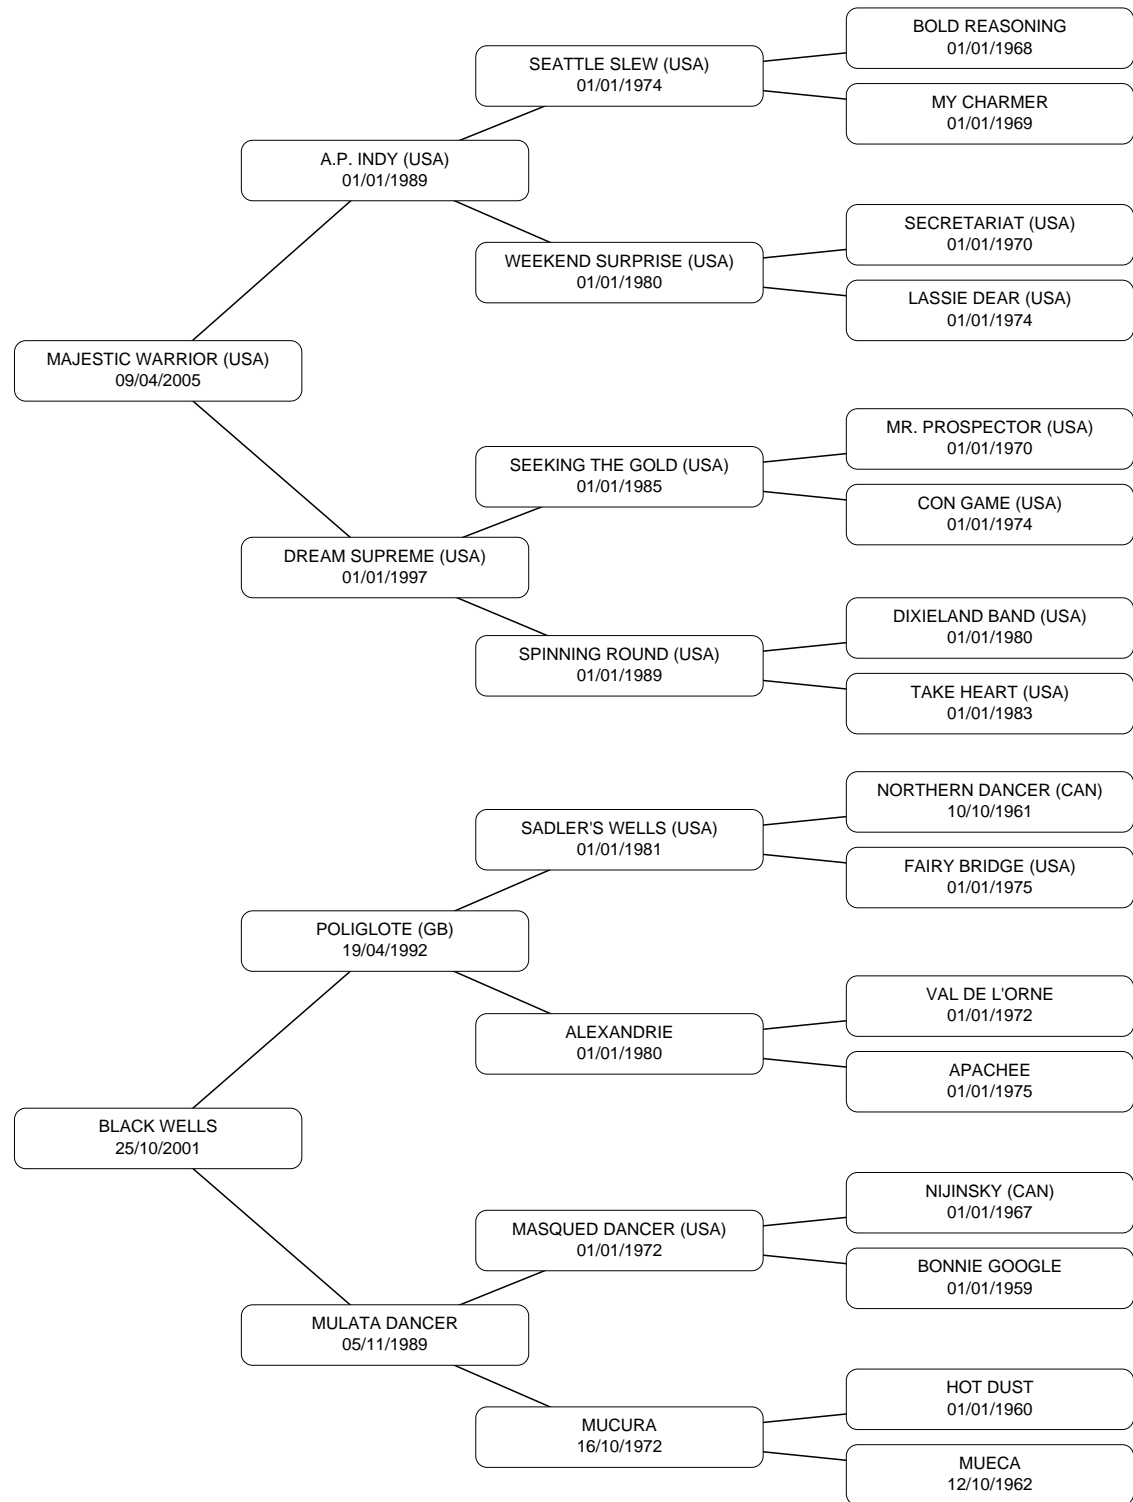 BOLD REASONING
01/01/1968
SEATTLE SLEW (USA)
01/01/1974
MY CHARMER
01/01/1969
A.P. INDY (USA)
01/01/1989
SECRETARIAT (USA)
01/01/1970
WEEKEND SURPRISE (USA)
01/01/1980
LASSIE DEAR (USA)
01/01/1974
MAJESTIC WARRIOR (USA)
09/04/2005
MR. PROSPECTOR (USA)
01/01/1970
SEEKING THE GOLD (USA)
01/01/1985
CON GAME (USA)
01/01/1974
DREAM SUPREME (USA)
01/01/1997
DIXIELAND BAND (USA)
01/01/1980
SPINNING ROUND (USA)
01/01/1989
TAKE HEART (USA)
01/01/1983
NORTHERN DANCER (CAN)
10/10/1961
SADLER'S WELLS (USA)
01/01/1981
FAIRY BRIDGE (USA)
01/01/1975
POLIGLOTE (GB)
19/04/1992
VAL DE L'ORNE
01/01/1972
ALEXANDRIE
01/01/1980
APACHEE
01/01/1975
BLACK WELLS
25/10/2001
NIJINSKY (CAN)
01/01/1967
MASQUED DANCER (USA)
01/01/1972
BONNIE GOOGLE
01/01/1959
MULATA DANCER
05/11/1989
HOT DUST
01/01/1960
MUCURA
16/10/1972
MUECA
12/10/1962